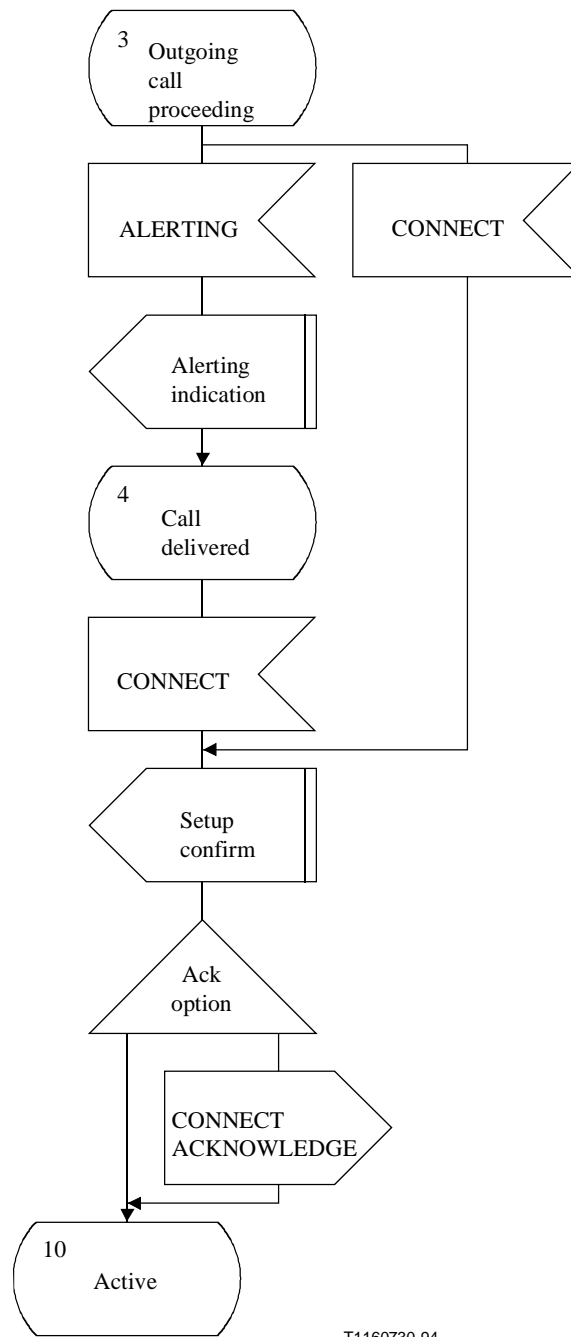 3
Outgoing
call
proceeding
ALERTING
CONNECT
Alerting
indication
4
Call
delivered
CONNECT
Setup
confirm
Ack
option
CONNECT
ACKNOWLEDGE
10
Active
T1160730-94